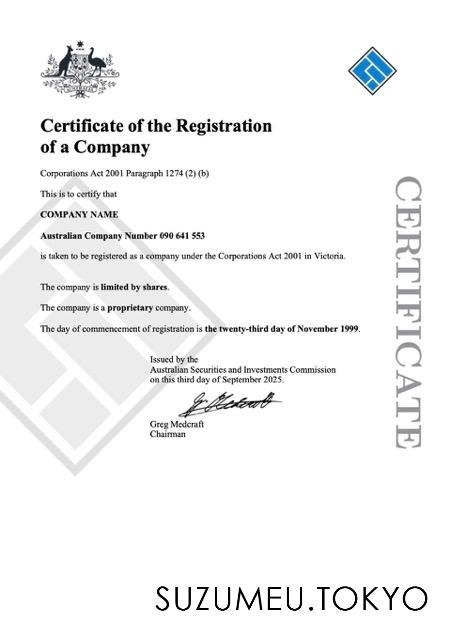 Certificate of the Registration
of a Company
Corporations Act 2001 Paragraph 1274 (2) (b)
This is to certify that
COMPANY NAME
Australian Company Number 090 641 553
is taken to be registered as a company under the Corporations Act 2001 in Victoria.
The company is limited by shares.
The company is a proprietary company.
The day of commencement of registration is the twenty-third day of November 1999.
Issued by the
Australian Securities and Investments Commission
on this third day of September 2025.
Greg Medcraft
Chairman
CERTIFICATE
SUZUMEU.TOKYO